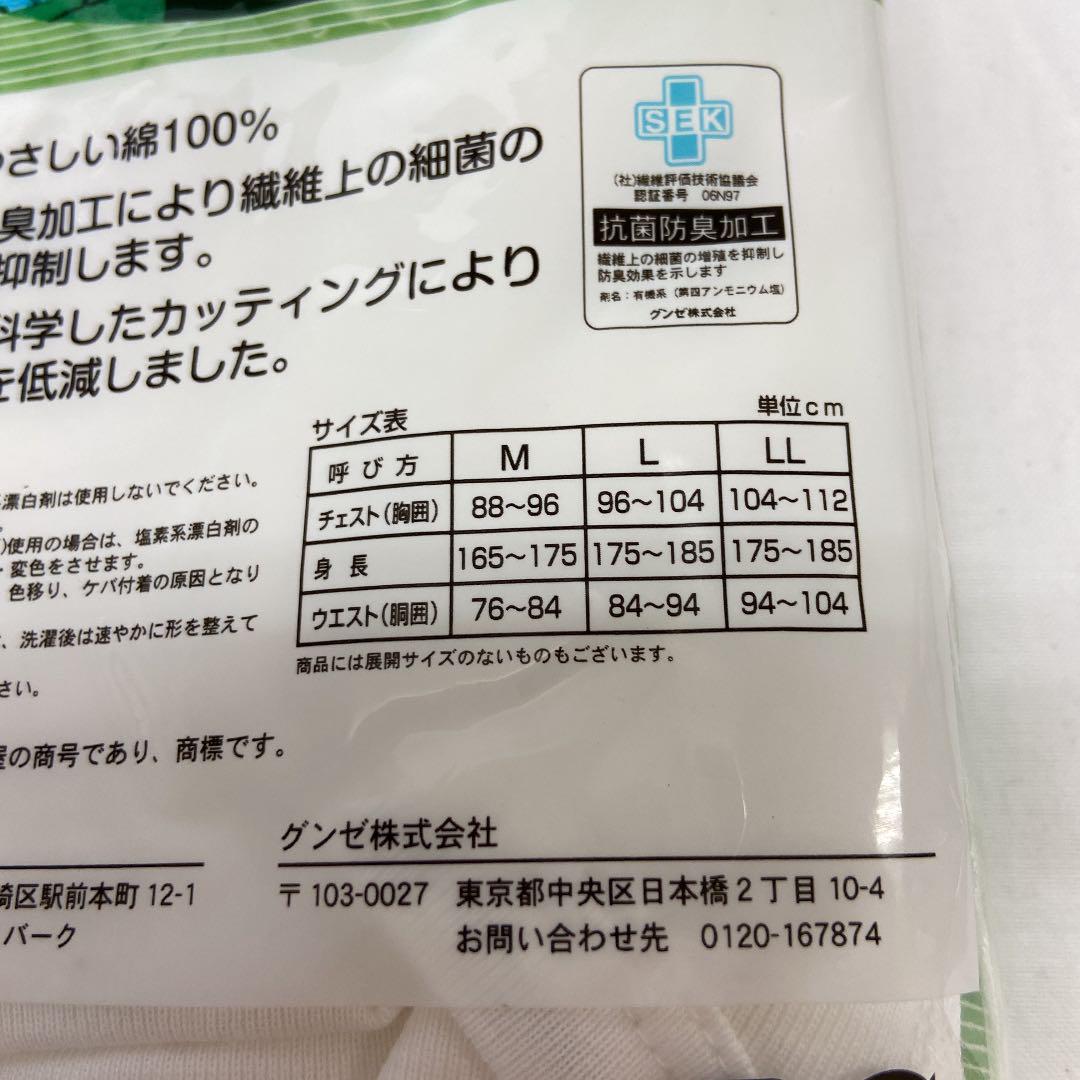 さしい綿100%
臭加工により繊維上の細菌の
抑制します。
科学したカッティングにより
を低減しました。
SEK
(社)繊維評価技術協議会
認証番号 06N97
抗菌防臭加工
繊維上の細菌の増殖を抑制し
防臭効果を示します
剤名:有機系(第四アンモニウム塩)
グンゼ株式会社
サイズ表 単位cm
呼び方 M L LL
チェスト(胸囲) 88〜96 96〜104 104〜112
身長 165〜175 175〜185 175〜185
ウエスト(胴囲) 76〜84 84〜94 94〜104
商品には展開サイズのないものもございます。
漂白剤は使用しないでください。
)使用の場合は、塩素系漂白剤の
・変色をさせます。
色移り、ケバ付着の原因となり
、洗濯後は速やかに形を整えて
さい。
の商号であり、商標です。
崎区駅前本町 12-1
バーク
グンゼ株式会社
〒103-0027 東京都中央区日本橋2丁目10-4
お問い合わせ先 0120-167874